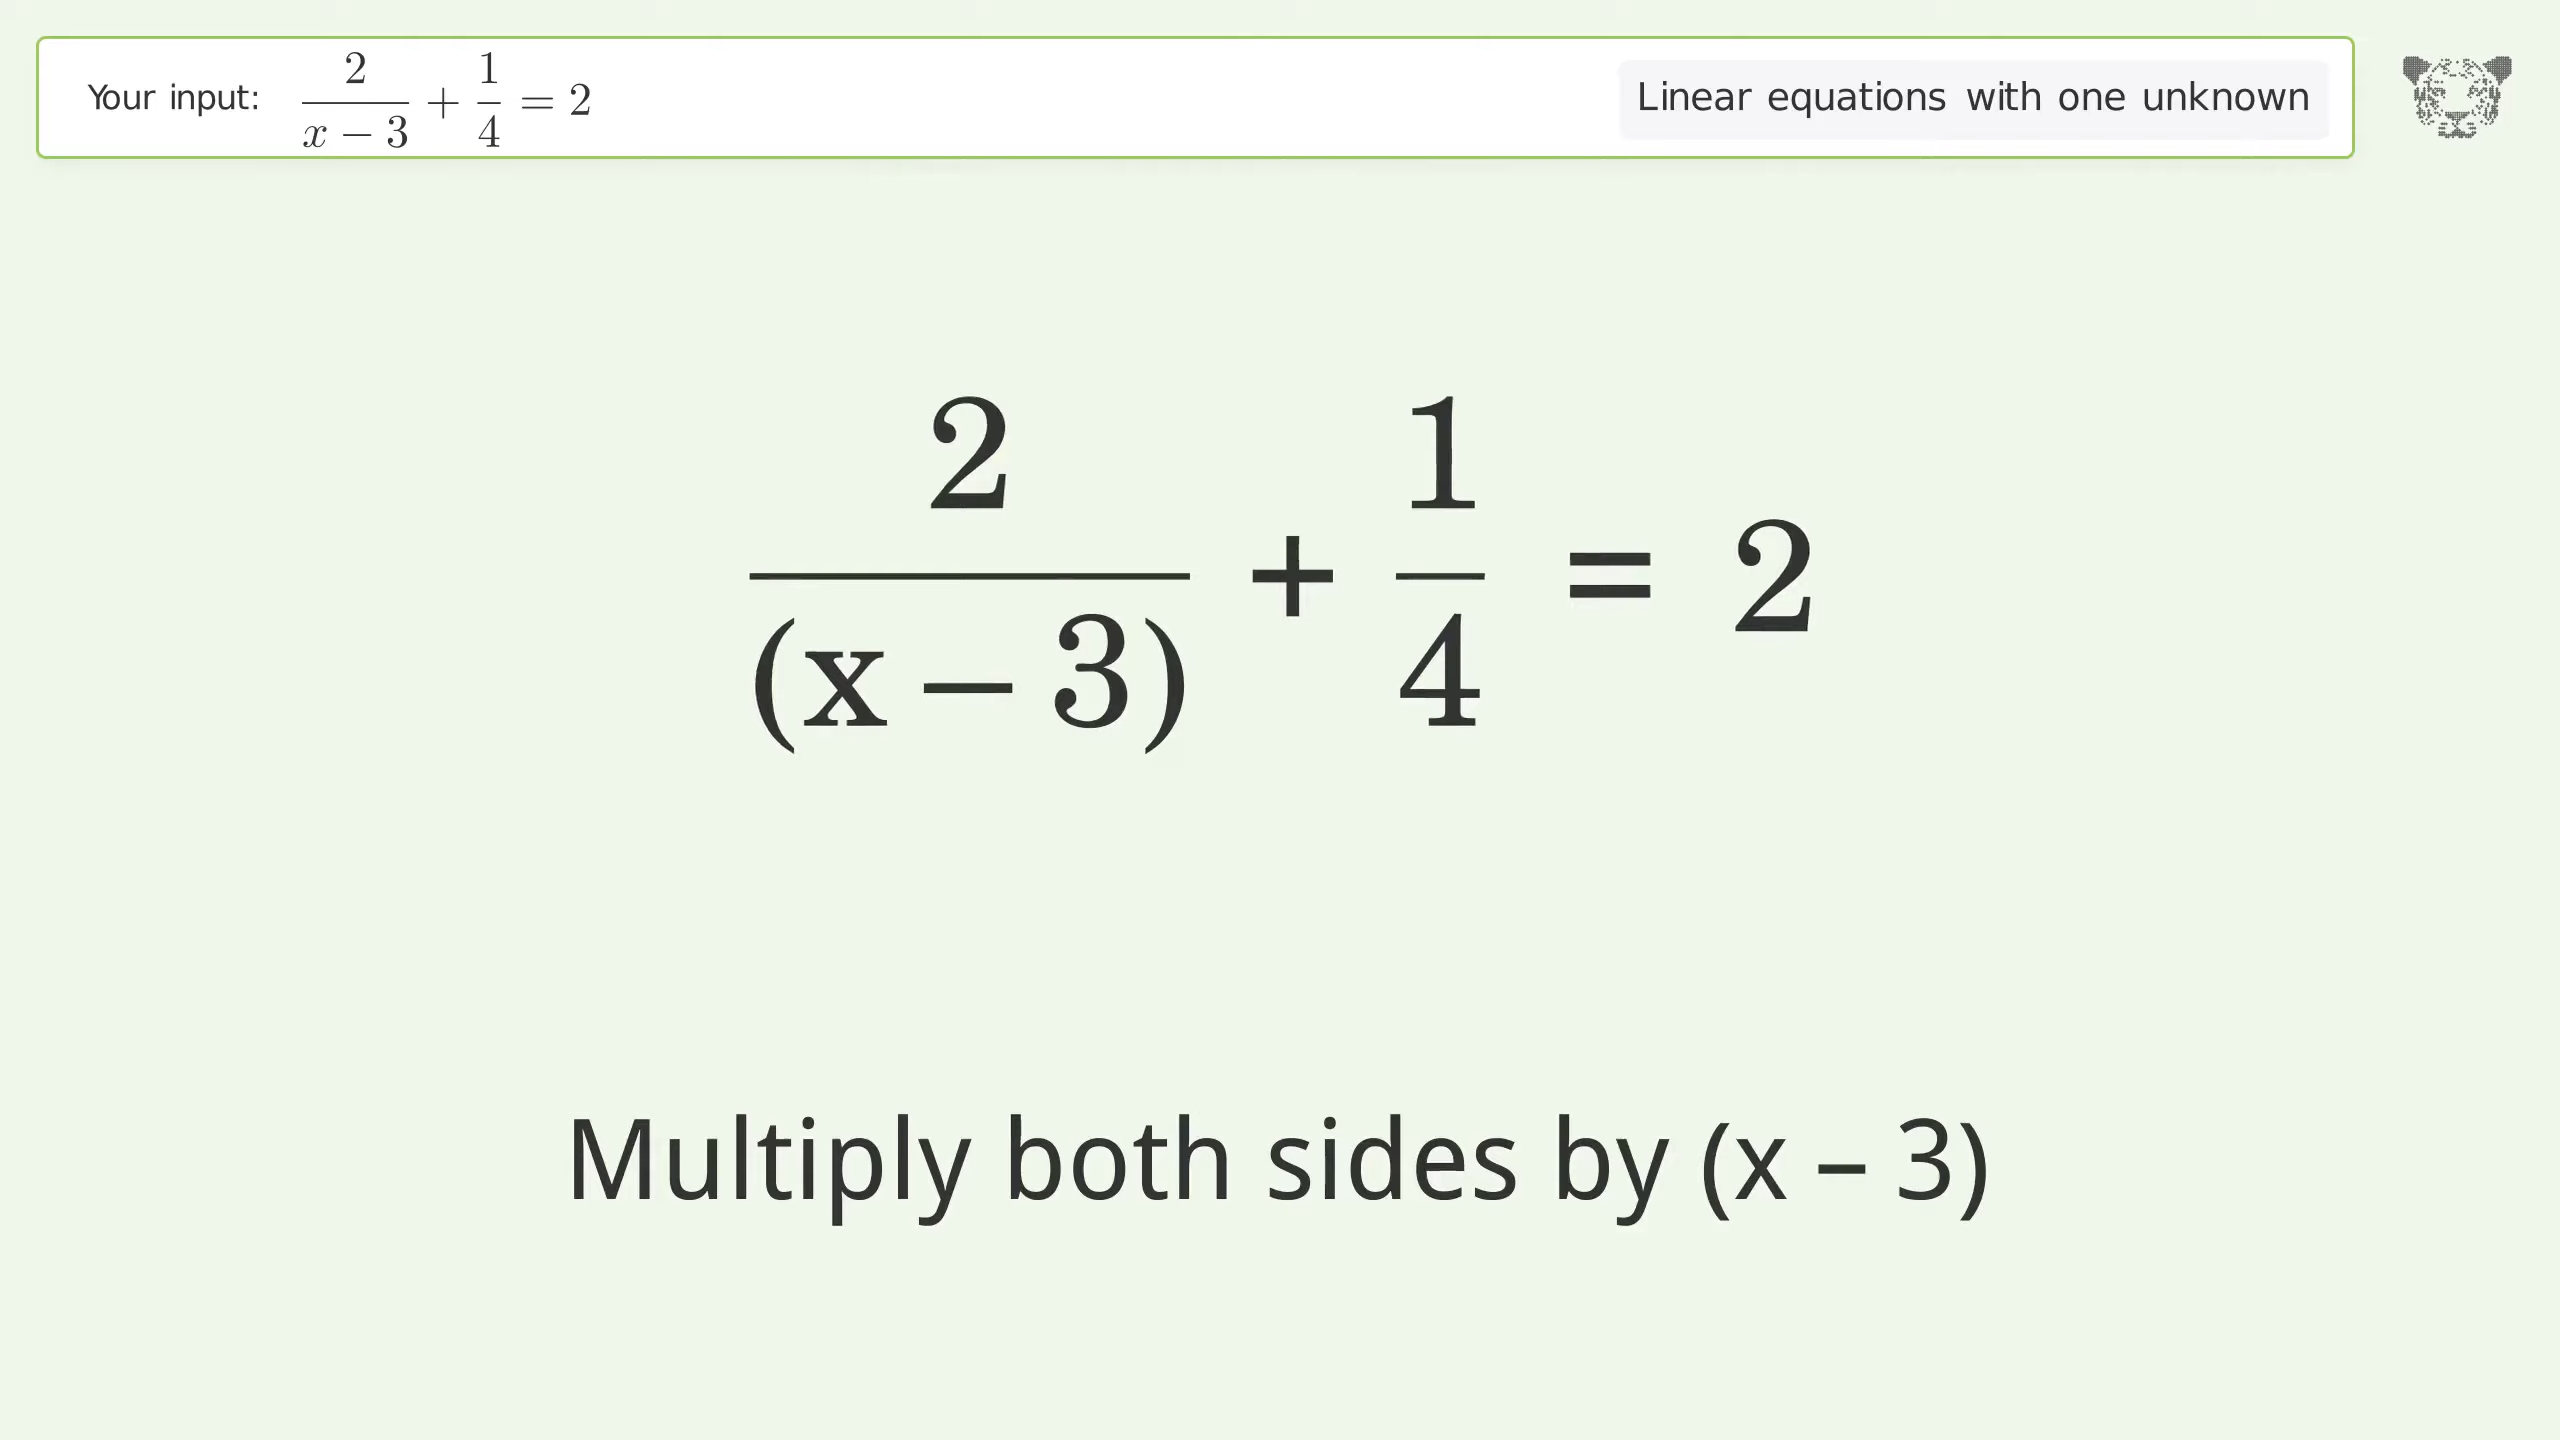 Your input: 2/(x − 3) + 1/4 = 2
Linear equations with one unknown
2/(x − 3) + 1/4 = 2
Multiply both sides by (x − 3)